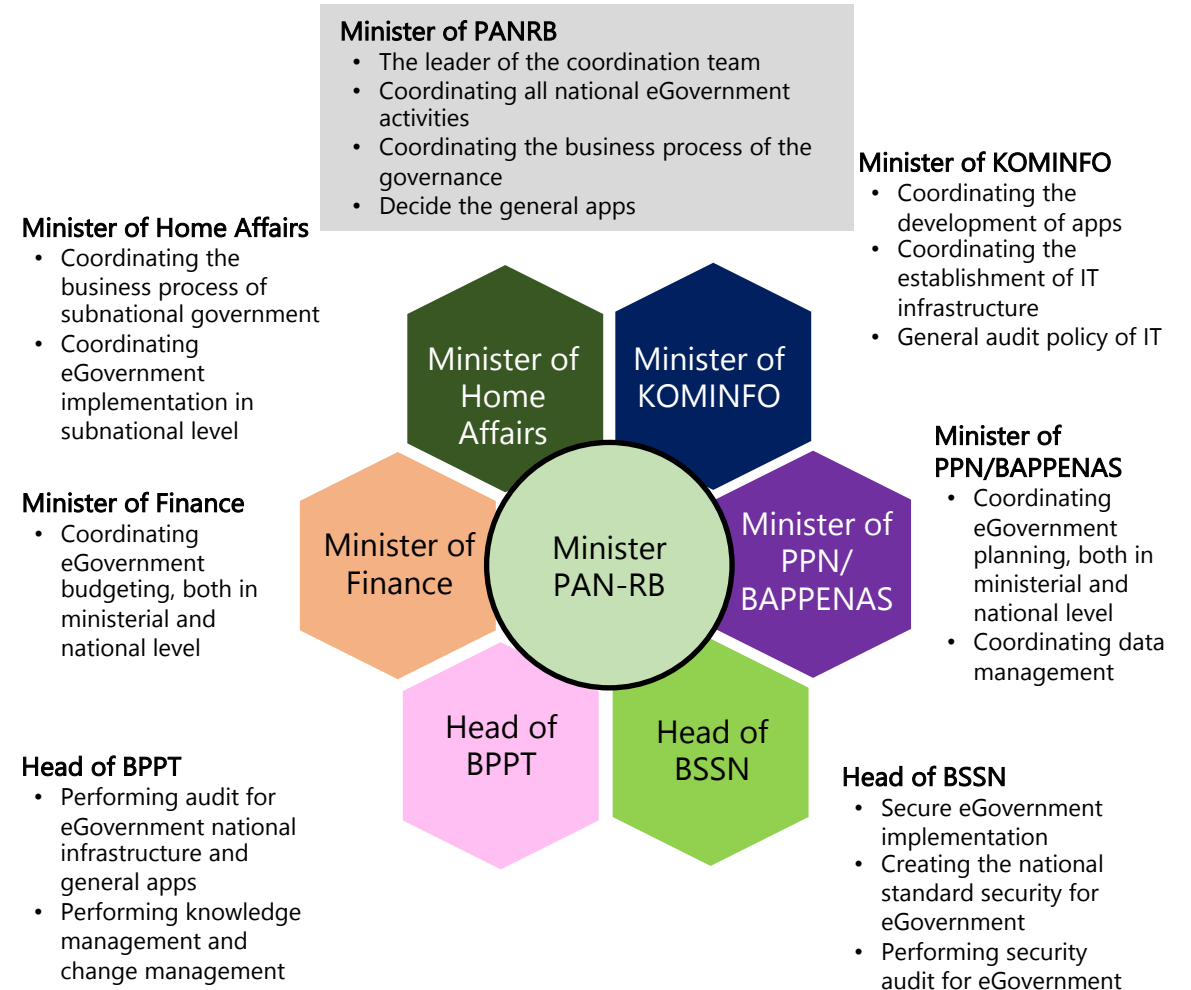 Minister of PANRB
• The leader of the coordination team
• Coordinating all national eGovernment
activities
• Coordinating the business process of the
governance
• Decide the general apps
Minister of KOMINFO
• Coordinating the
development of apps
• Coordinating the
establishment of IT
infrastructure
• General audit policy of IT
Minister of Home Affairs
• Coordinating the
business process of
subnational government
• Coordinating
eGovernment
implementation in
subnational level
Minister of
Home
Affairs
Minister of
KOMINFO
Minister of
PPN/BAPPENAS
• Coordinating
eGovernment
planning, both in
ministerial and
national level
• Coordinating data
management
Minister of Finance
• Coordinating
eGovernment
budgeting, both in
ministerial and
national level
Minister of
Finance
Minister
PAN-RB
Minister of
PPN/
BAPPENAS
Head of
BPPT
Head of
BSSN
Head of BPPT
• Performing audit for
eGovernment national
infrastructure and
general apps
• Performing knowledge
management and
change management
Head of BSSN
• Secure eGovernment
implementation
• Creating the national
standard security for
eGovernment
• Performing security
audit for eGovernment